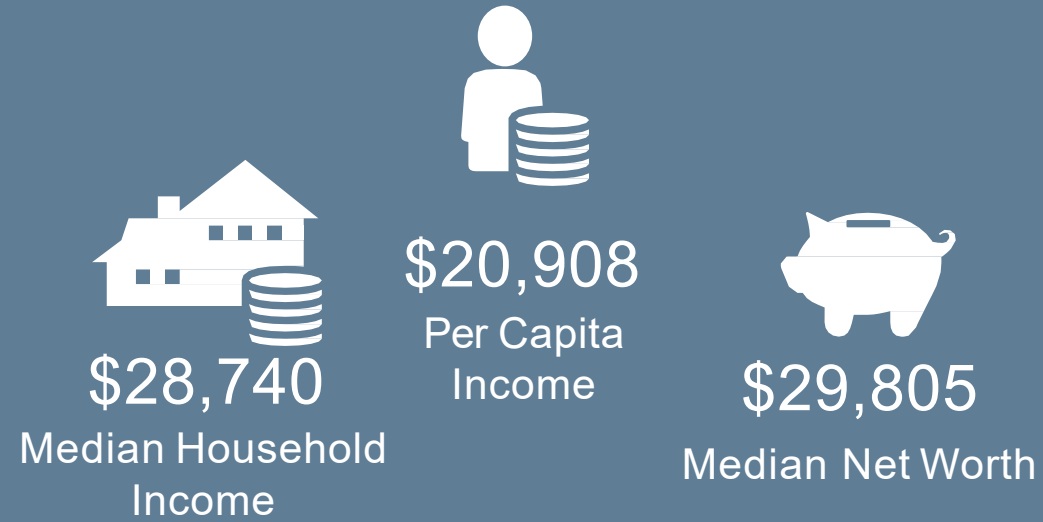 $28,740
Median Household
Income
$20,908
Per Capita
Income
$29,805
Median Net Worth